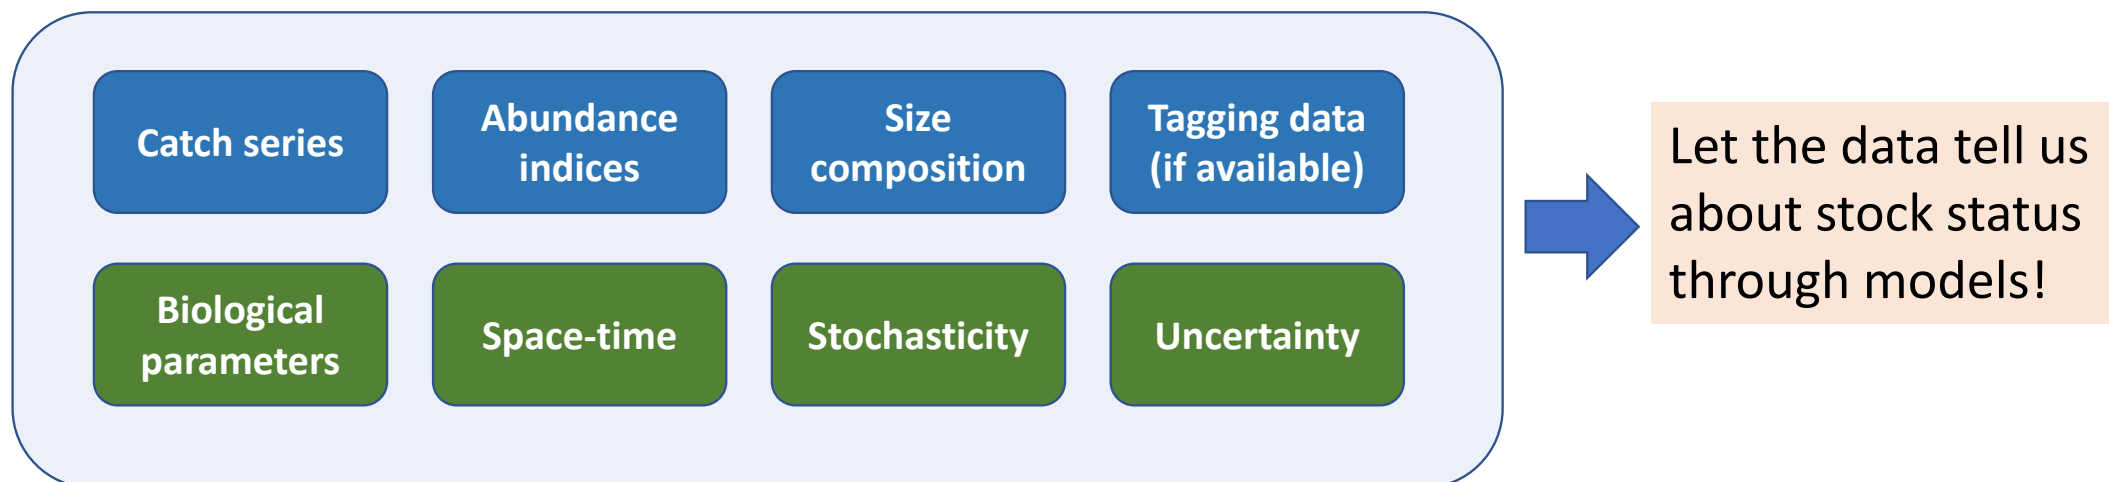 Catch series
Abundance
indices
Size
composition
Tagging data
(if available)
Biological
parameters
Space-time
Stochasticity
Uncertainty
Let the data tell us
about stock status
through models!